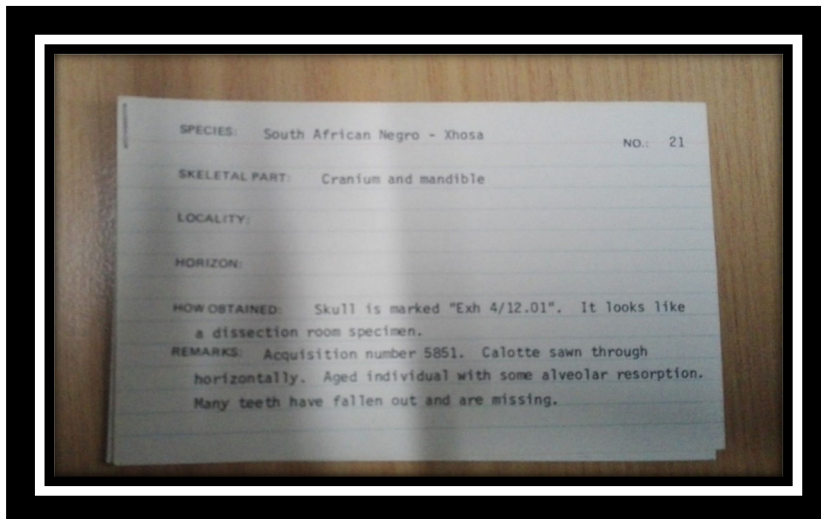 SPECIES: South African Negro - Xhosa
NO.: 21
SKELETAL PART: Cranium and mandible
LOCALITY:
HORIZON:
HOW OBTAINED: Skull is marked "Exh 4/12.01". It looks like
a dissection room specimen.
REMARKS: Acquisition number 5851. Calotte sawn through
horizontally. Aged individual with some alveolar resorption.
Many teeth have fallen out and are missing.